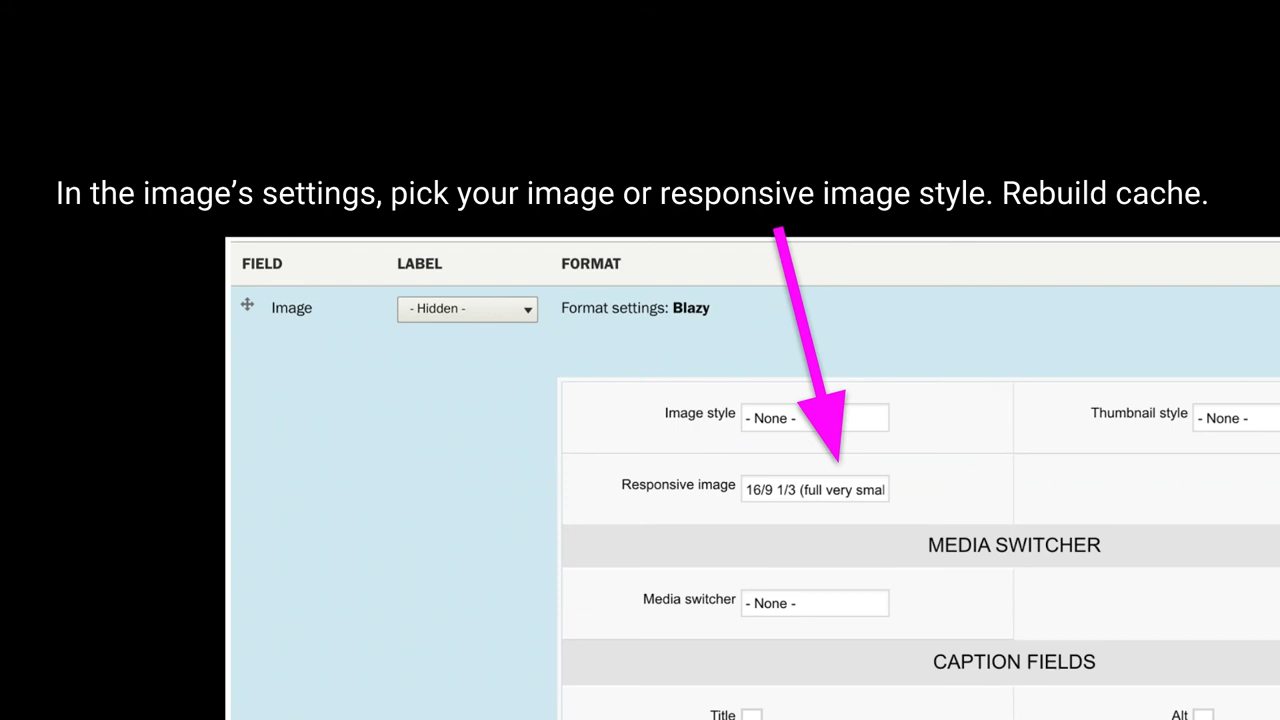 In the image’s settings, pick your image or responsive image style. Rebuild cache.
FIELD LABEL FORMAT
Image - Hidden - Format settings: Blazy
Image style - None - Thumbnail style - None -
Responsive image 16/9 1/3 (full very smal
MEDIA SWITCHER
Media switcher - None -
CAPTION FIELDS
Title Alt